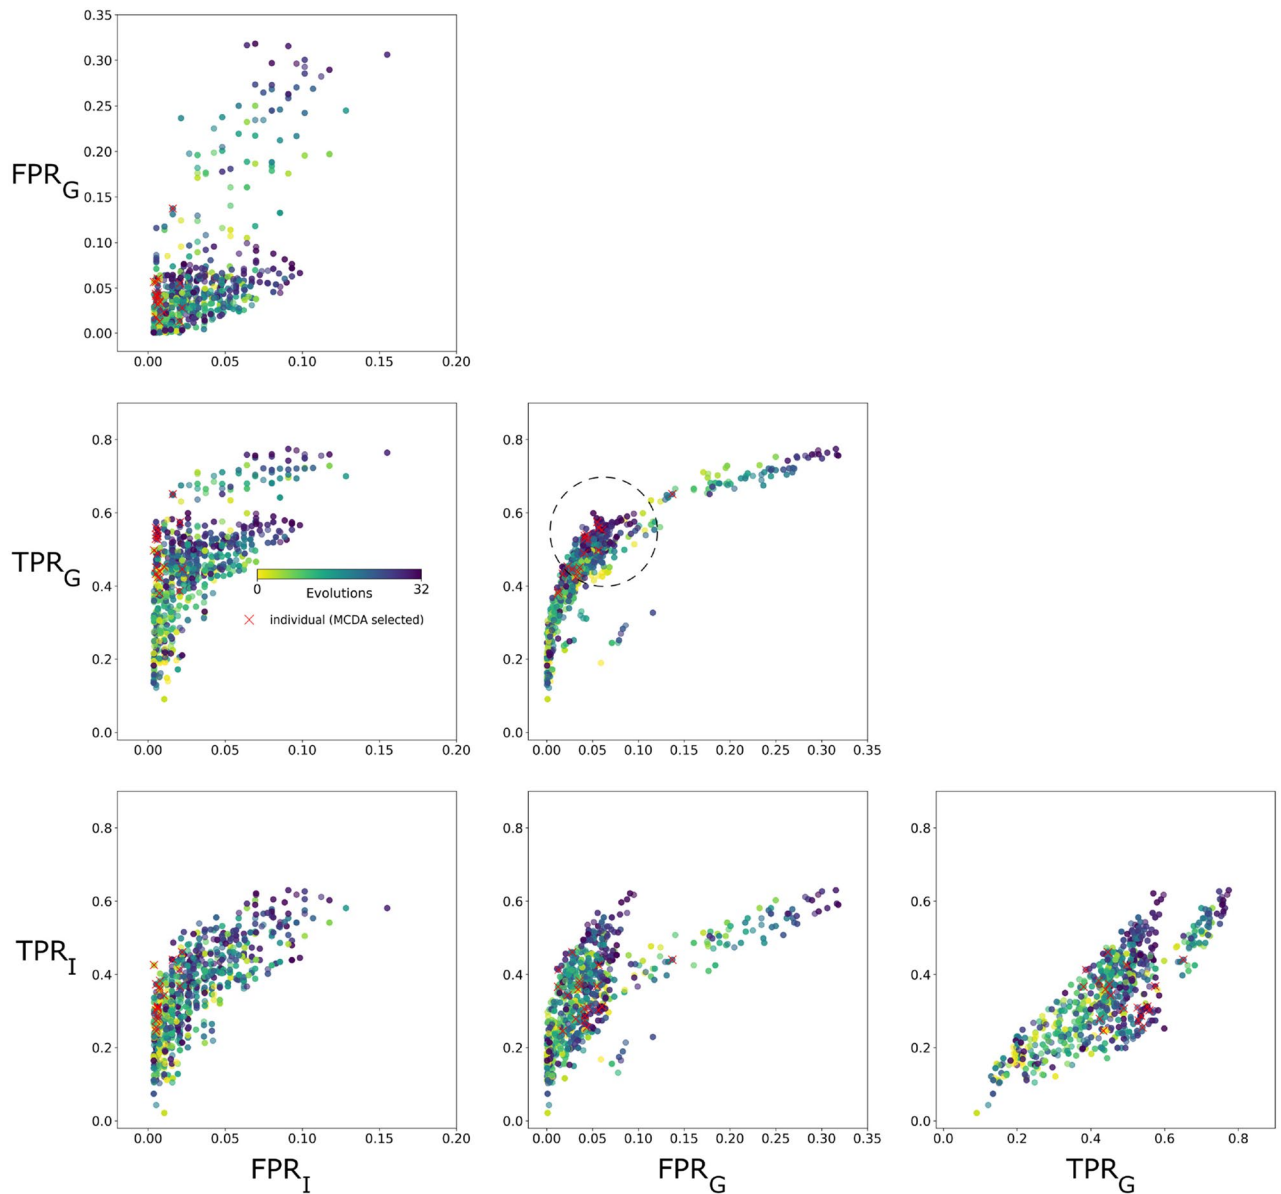 0.35
0.30
0.25
0.20
FPR_G
0.15
0.10
0.05
0.00
0.00 0.05 0.10 0.15 0.20
0.8 0.8
0.6 0.6
TPR_G
0.4 0.4
0 32
Evolutions
individual (MCDA selected)
0.2 0.2
0.0 0.0
0.00 0.05 0.10 0.15 0.20 0.00 0.05 0.10 0.15 0.20 0.25 0.30 0.35
0.8 0.8 0.8
0.6 0.6 0.6
TPR_I
0.4 0.4 0.4
0.2 0.2 0.2
0.0 0.0 0.0
0.00 0.05 0.10 0.15 0.20 0.00 0.05 0.10 0.15 0.20 0.25 0.30 0.35 0.0 0.2 0.4 0.6 0.8
FPR_I FPR_G TPR_G